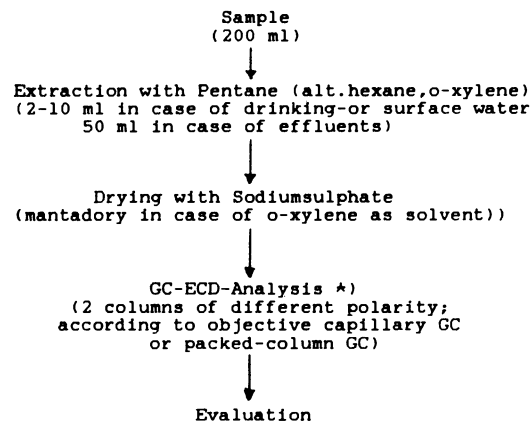 Sample
(200 ml)
Extraction with Pentane (alt.hexane,o-xylene)
(2-10 ml in case of drinking-or surface water
50 ml in case of effluents)
Drying with Sodiumsulphate
(mantadory in case of o-xylene as solvent))
GC-ECD-Analysis *)
(2 columns of different polarity;
according to objective capillary GC
or packed-column GC)
Evaluation